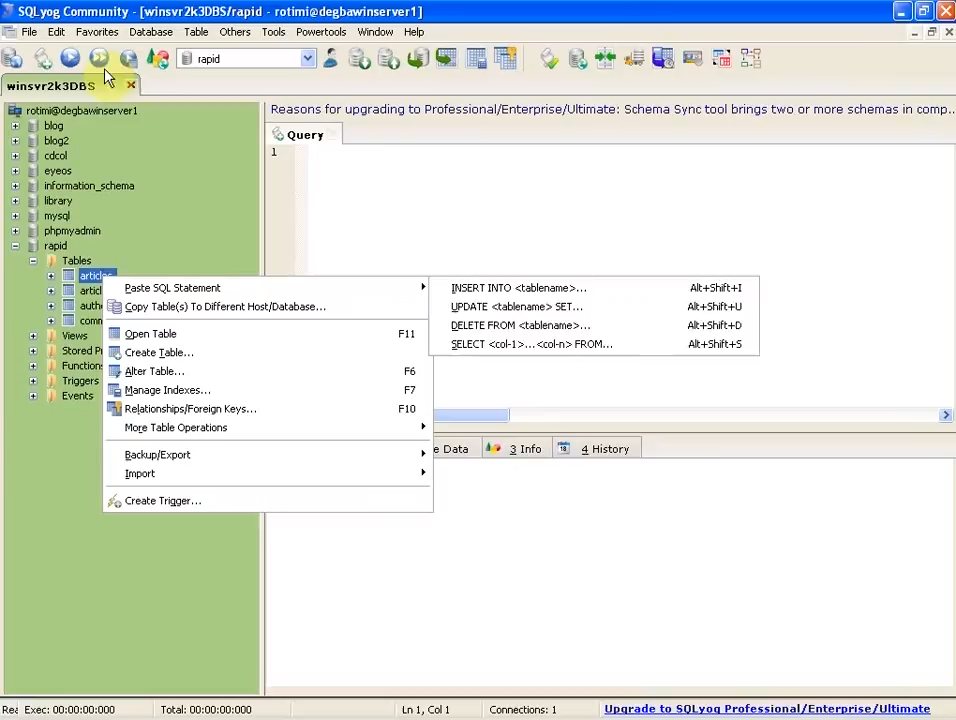 SQLyog Community - [winsvr2k3DBS/rapid - rotimi@degbawinserver1]
File Edit Favorites Database Table Others Tools Powertools Window Help
rapid
winsvr2k3DBS
Reasons for upgrading to Professional/Enterprise/Ultimate: Schema Sync tool brings two or more schemas in comp...
rotimi@degbawinserver1
blog
blog2
cdcol
eyeos
information_schema
library
mysql
phpmyadmin
rapid
Tables
articles
articl
autho
comm
Views
Stored Pr
Functions
Triggers
Events
Query
1
Paste SQL Statement
Copy Table(s) To Different Host/Database...
Open Table F11
Create Table...
Alter Table... F6
Manage Indexes... F7
Relationships/Foreign Keys... F10
More Table Operations
Backup/Export
Import
Create Trigger...
INSERT INTO <tablename>... Alt+Shift+I
UPDATE <tablename> SET... Alt+Shift+U
DELETE FROM <tablename>... Alt+Shift+D
SELECT <col-1>...<col-n> FROM... Alt+Shift+S
e Data 3 Info 4 History
Rea Exec: 00:00:00:000 Total: 00:00:00:000 Ln 1, Col 1 Connections: 1 Upgrade to SQLyog Professional/Enterprise/Ultimate